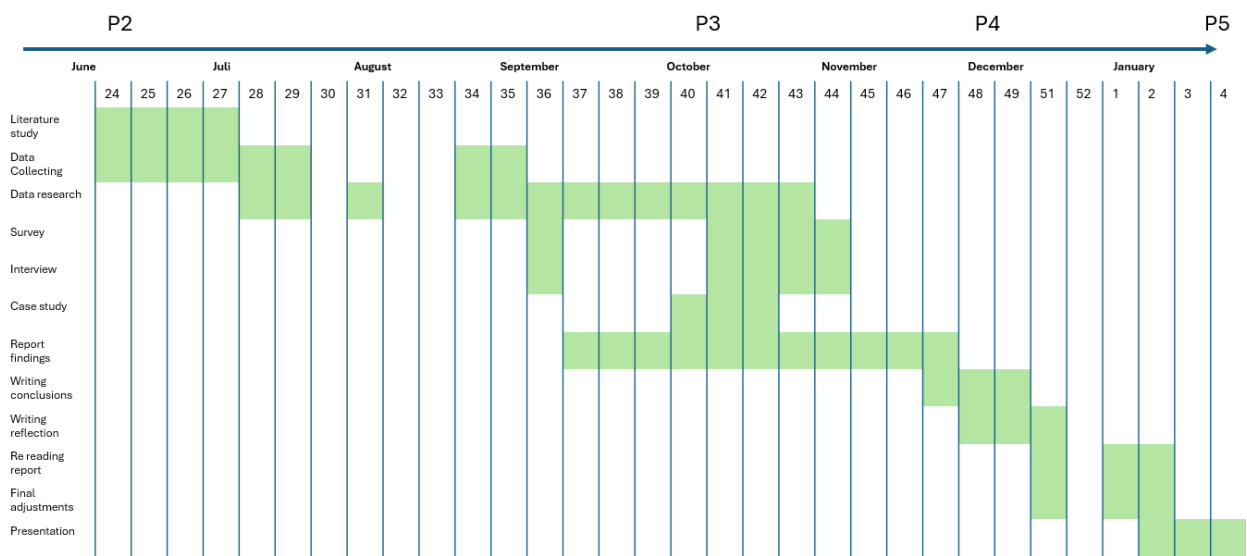 P2 P3 P4 P5
June Juli August September October November December January
24 25 26 27 28 29 30 31 32 33 34 35 36 37 38 39 40 41 42 43 44 45 46 47 48 49 51 52 1 2 3 4
Literature
study
Data
Collecting
Data research
Survey
Interview
Case study
Report
findings
Writing
conclusions
Writing
reflection
Re reading
report
Final
adjustments
Presentation